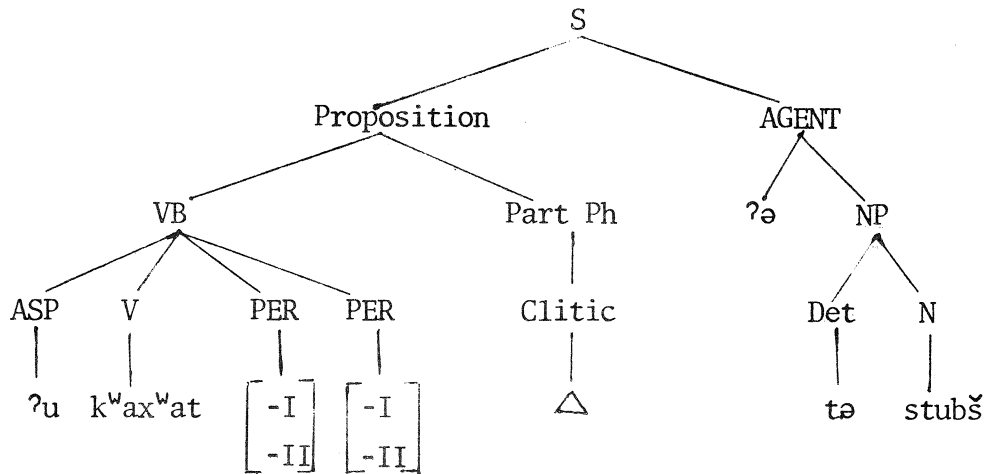 S
Proposition AGENT
VB Part Ph ʔə NP
ASP V PER PER Clitic Det N
ʔu kʷaxʷat [-I -II] [-I -II] △ tə stubš